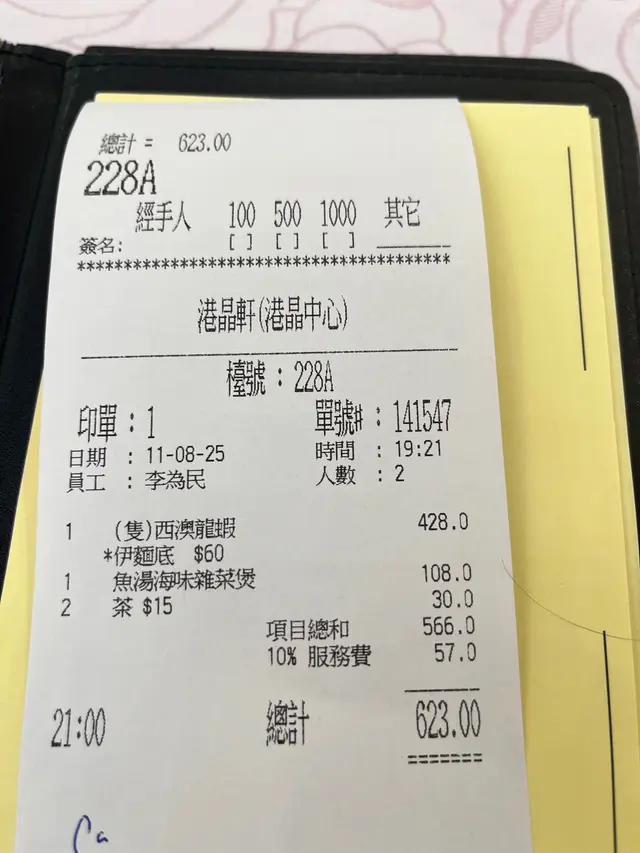 總計 = 623.00
228A
經手人 100 500 1000 其它
簽名: [ ] [ ] [ ] ________
****************************************
港晶軒(港晶中心)
檯號 : 228A
印單 : 1 單號# : 141547
日期 : 11-08-25 時間 : 19:21
員工 : 李為民 人數 : 2
1 (隻)西澳龍蝦 428.0
*伊麵底 $60
1 魚湯海味雜菜煲 108.0
2 茶 $15 30.0
項目總和 566.0
10% 服務費 57.0
21:00 總計 623.00
=======